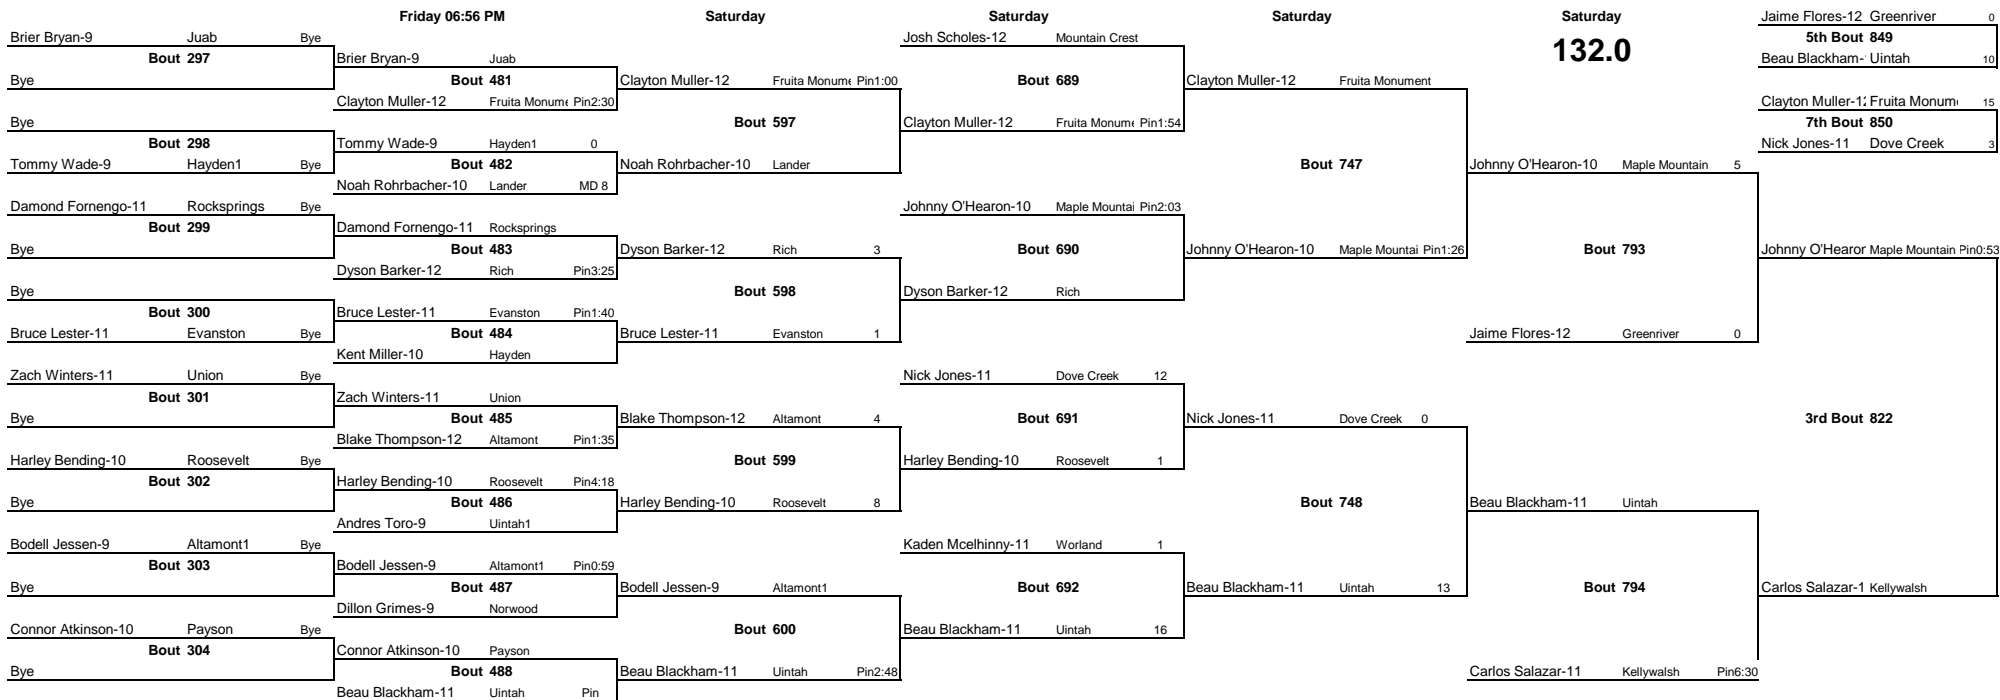 Friday 06:56 PM Saturday Saturday Saturday Saturday Jaime Flores-12 Greenriver 0
Brier Bryan-9 Juab Bye Josh Scholes-12 Mountain Crest 132.0 5th Bout 849
Bout 297 Brier Bryan-9 Juab Beau Blackham- Uintah 10
Bye Bout 481 Clayton Muller-12 Fruita Monume Pin1:00 Bout 689 Clayton Muller-12 Fruita Monument
Clayton Muller-12 Fruita Monume Pin2:30 Clayton Muller-12 Fruita Monum 15
Bye Bout 597 Clayton Muller-12 Fruita Monume Pin1:54 7th Bout 850
Bout 298 Tommy Wade-9 Hayden1 0 Nick Jones-11 Dove Creek 3
Tommy Wade-9 Hayden1 Bye Bout 482 Noah Rohrbacher-10 Lander Bout 747 Johnny O'Hearon-10 Maple Mountain 5
Noah Rohrbacher-10 Lander MD 8
Damond Fornengo-11 Rocksprings Bye Johnny O'Hearon-10 Maple Mountai Pin2:03
Bout 299 Damond Fornengo-11 Rocksprings
Bye Bout 483 Dyson Barker-12 Rich 3 Bout 690 Johnny O'Hearon-10 Maple Mountai Pin1:26 Bout 793 Johnny O'Hearor Maple Mountain Pin0:53
Dyson Barker-12 Rich Pin3:25
Bye Bout 598 Dyson Barker-12 Rich
Bout 300 Bruce Lester-11 Evanston Pin1:40
Bruce Lester-11 Evanston Bye Bout 484 Bruce Lester-11 Evanston 1 Jaime Flores-12 Greenriver 0
Kent Miller-10 Hayden
Zach Winters-11 Union Bye Nick Jones-11 Dove Creek 12
Bout 301 Zach Winters-11 Union
Bye Bout 485 Blake Thompson-12 Altamont 4 Bout 691 Nick Jones-11 Dove Creek 0 3rd Bout 822
Blake Thompson-12 Altamont Pin1:35
Harley Bending-10 Roosevelt Bye Bout 599 Harley Bending-10 Roosevelt 1
Bout 302 Harley Bending-10 Roosevelt Pin4:18
Bye Bout 486 Harley Bending-10 Roosevelt 8 Bout 748 Beau Blackham-11 Uintah
Andres Toro-9 Uintah1
Bodell Jessen-9 Altamont1 Bye Kaden Mcelhinny-11 Worland 1
Bout 303 Bodell Jessen-9 Altamont1 Pin0:59
Bye Bout 487 Bodell Jessen-9 Altamont1 Bout 692 Beau Blackham-11 Uintah 13 Bout 794 Carlos Salazar-1 Kellywalsh
Dillon Grimes-9 Norwood
Connor Atkinson-10 Payson Bye Bout 600 Beau Blackham-11 Uintah 16
Bout 304 Connor Atkinson-10 Payson
Bye Bout 488 Beau Blackham-11 Uintah Pin2:48 Carlos Salazar-11 Kellywalsh Pin6:30
Beau Blackham-11 Uintah Pin